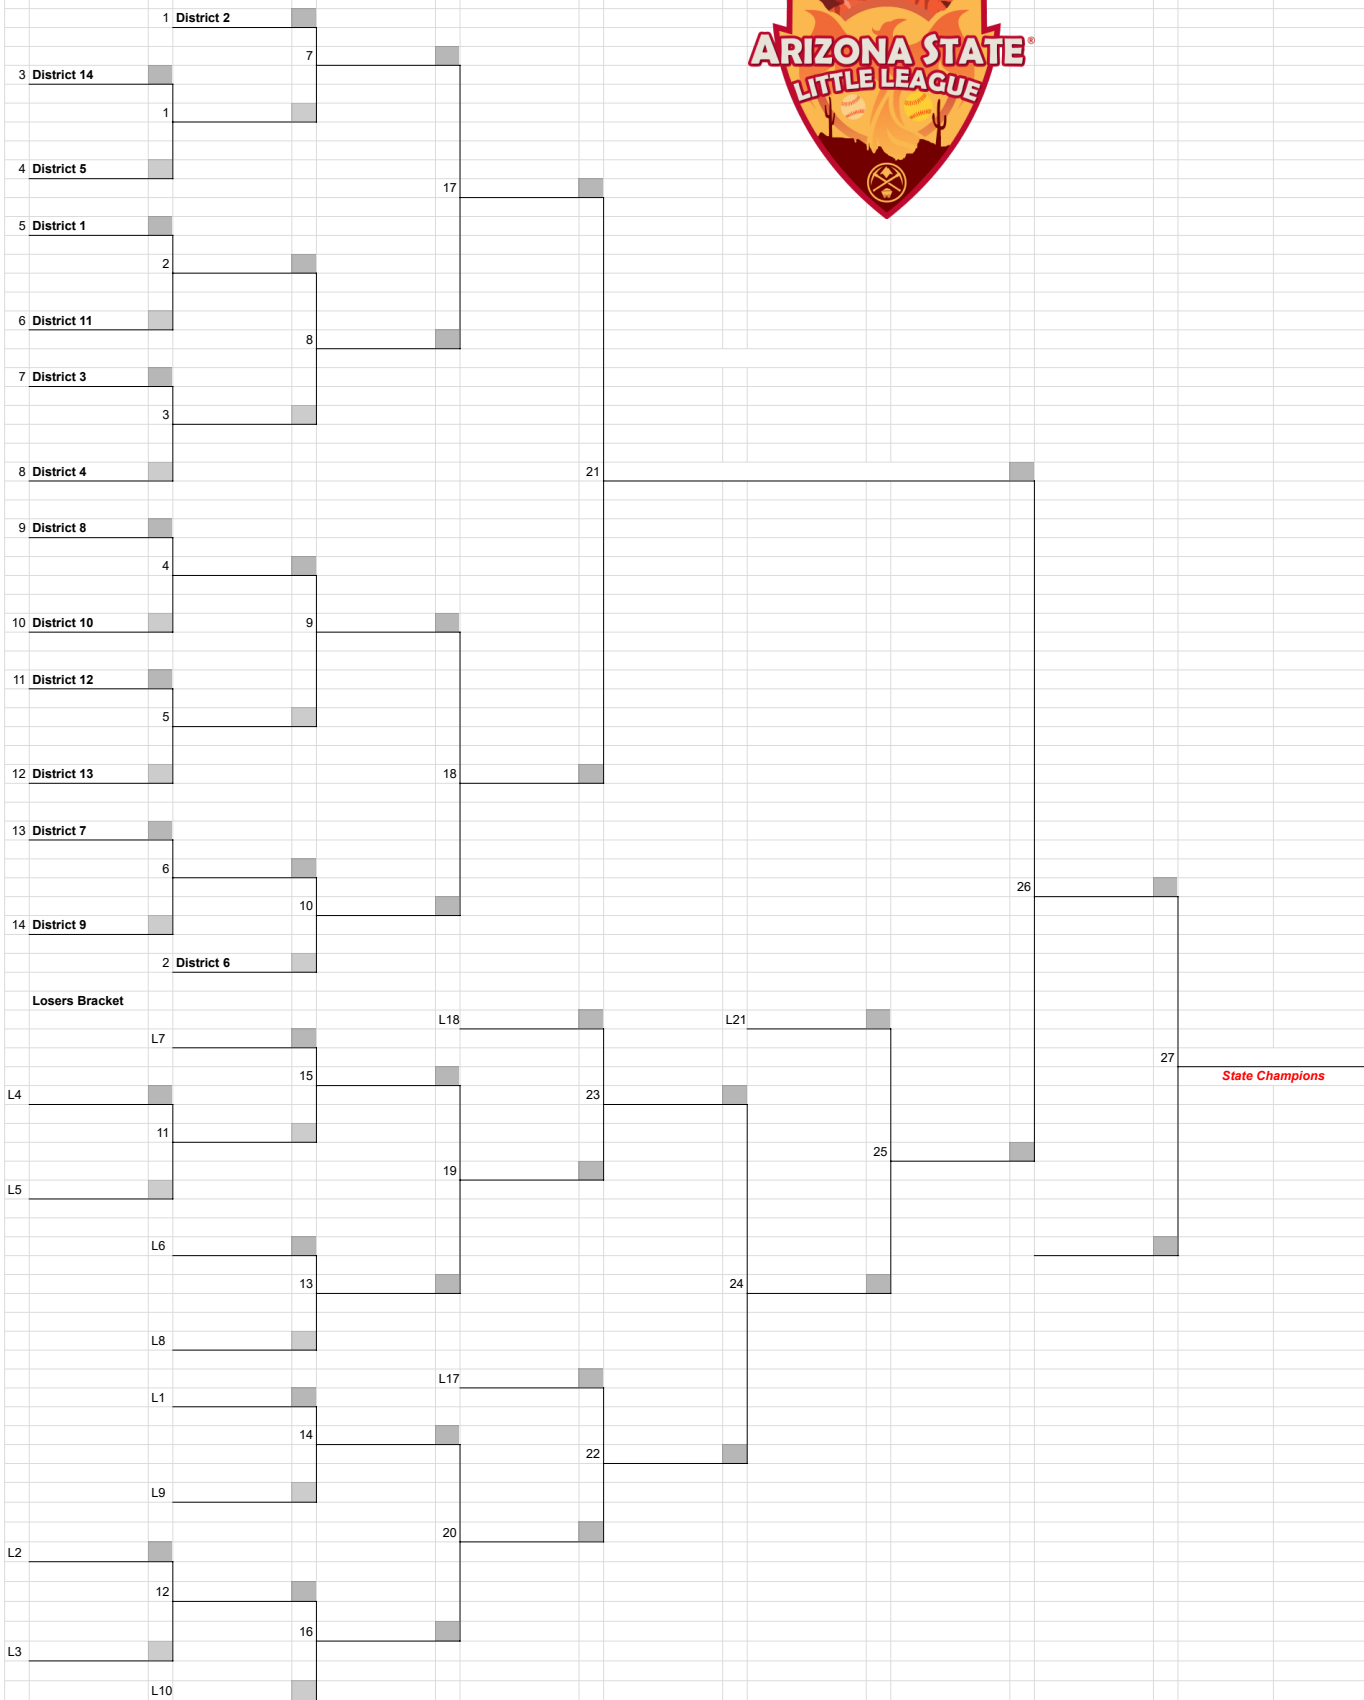 1 District 2
ARIZONA STATE®
LITTLE LEAGUE
7
3 District 14
1
4 District 5
17
5 District 1
2
6 District 11
8
7 District 3
3
8 District 4
21
9 District 8
4
10 District 10
9
11 District 12
5
12 District 13
18
13 District 7
6
26
10
14 District 9
2 District 6
Losers Bracket
L18
L21
L7
27
15
State Champions
L4
23
11
25
19
L5
L6
13
24
L8
L17
L1
14
22
L9
20
L2
12
16
L3
L10